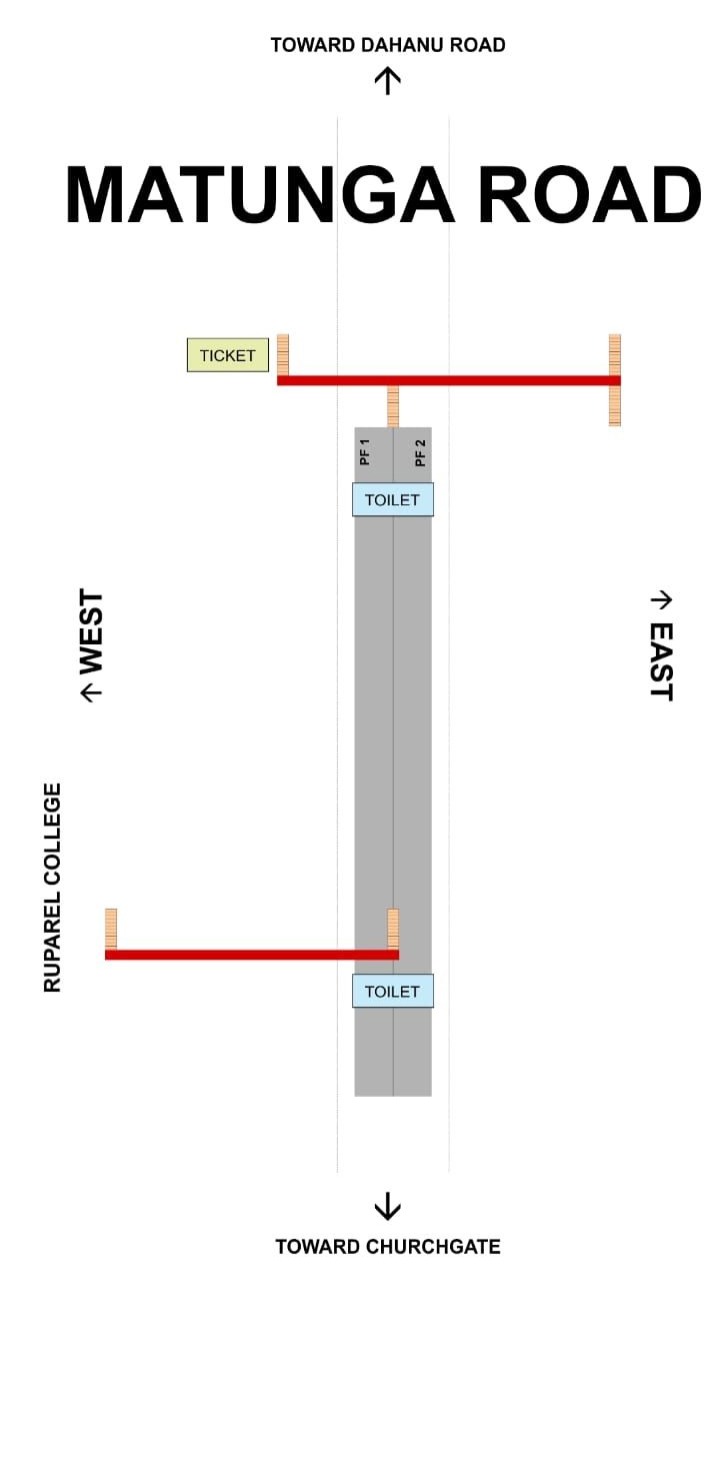 TOWARD DAHANU ROAD
↑
MATUNGA ROAD
TICKET
PF 1
PF 2
TOILET
← WEST
← EAST
RUPAREL COLLEGE
TOILET
↓
TOWARD CHURCHGATE